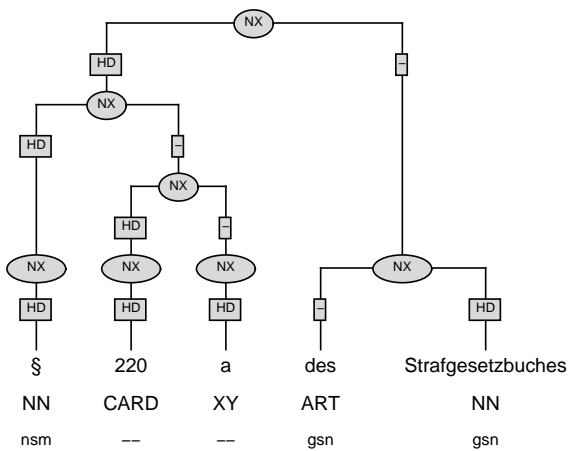 NX
HD –
NX
HD –
NX
HD –
NX NX NX NX
HD HD HD – HD
§ 220 a des Strafgesetzbuches
NN CARD XY ART NN
nsm –– –– gsn gsn